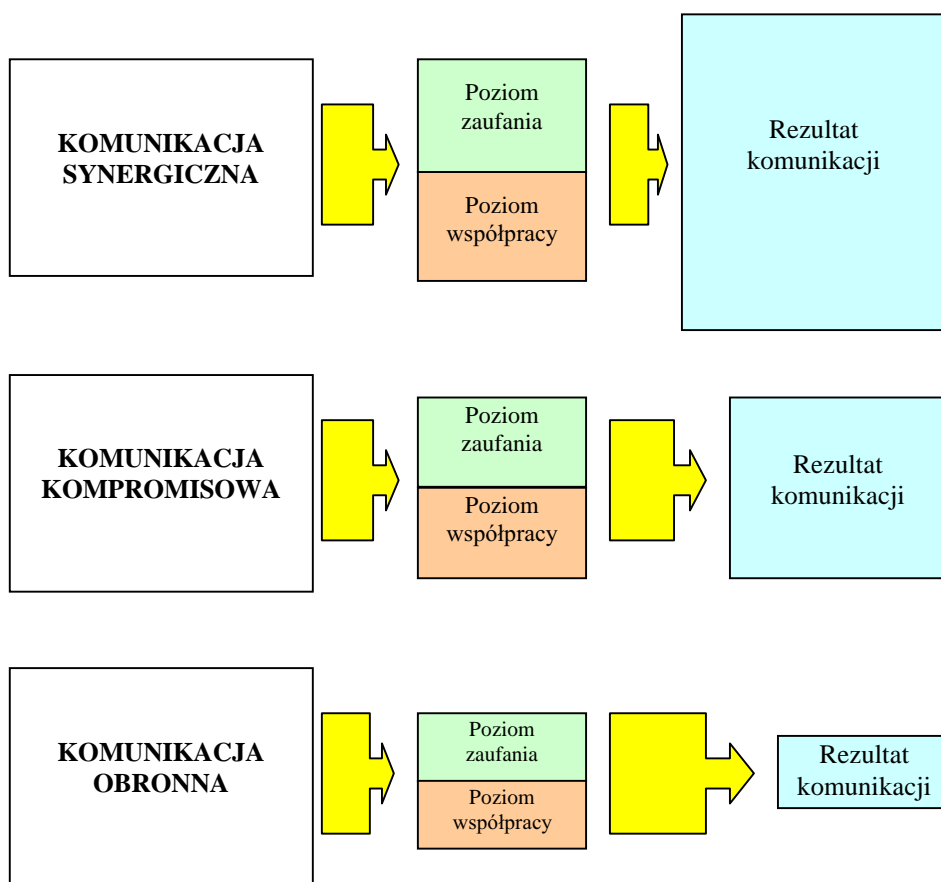 KOMUNIKACJA
SYNERGICZNA
Poziom
zaufania
Poziom
współpracy
Rezultat
komunikacji
KOMUNIKACJA
KOMPROMISOWA
Poziom
zaufania
Poziom
współpracy
Rezultat
komunikacji
KOMUNIKACJA
OBRONNA
Poziom
zaufania
Poziom
współpracy
Rezultat
komunikacji